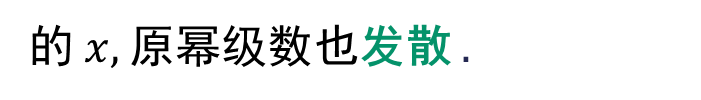 的 x, 原幂级数也发散 .